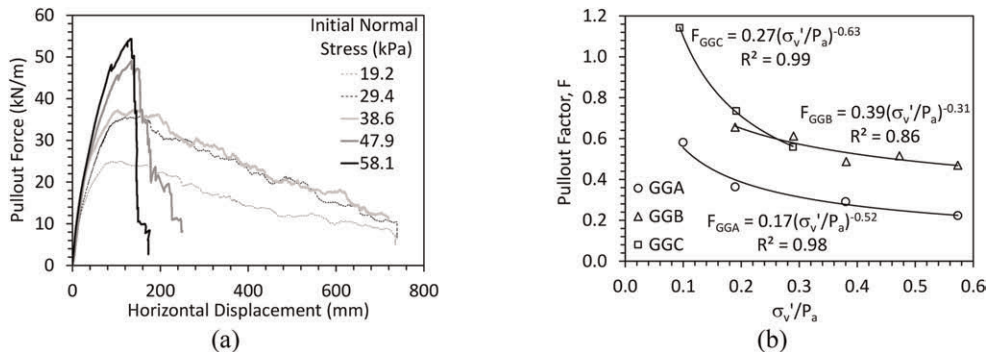 (a)
Pullout Force (kN/m)
60
50
40
30
20
10
0
0
200
400
600
800
Horizontal Displacement (mm)
Initial Normal
Stress (kPa)
19.2
29.4
38.6
47.9
58.1
(a)
(b)
Pullout Factor, F
1.2
1.0
0.8
0.6
0.4
0.2
0.0
0.0
0.1
0.2
0.3
0.4
0.5
0.6
σᵥ'/Pₐ
F_GGC = 0.27(σᵥ'/Pₐ)⁻⁰·⁶³
R² = 0.99
F_GGB = 0.39(σᵥ'/Pₐ)⁻⁰·³¹
R² = 0.86
GGA
GGB
GGC
F_GGA = 0.17(σᵥ'/Pₐ)⁻⁰·⁵²
R² = 0.98
(b)